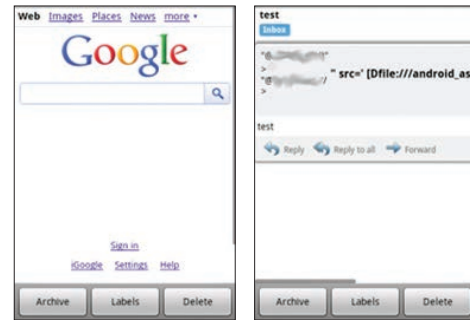 Web Images Places News more
Google
Sign in
iGoogle Settings Help
Archive Labels Delete
test
Inbox
>
" src=' [Dfile:///android_as
>
test
Reply Reply to all Forward
Archive Labels Delete